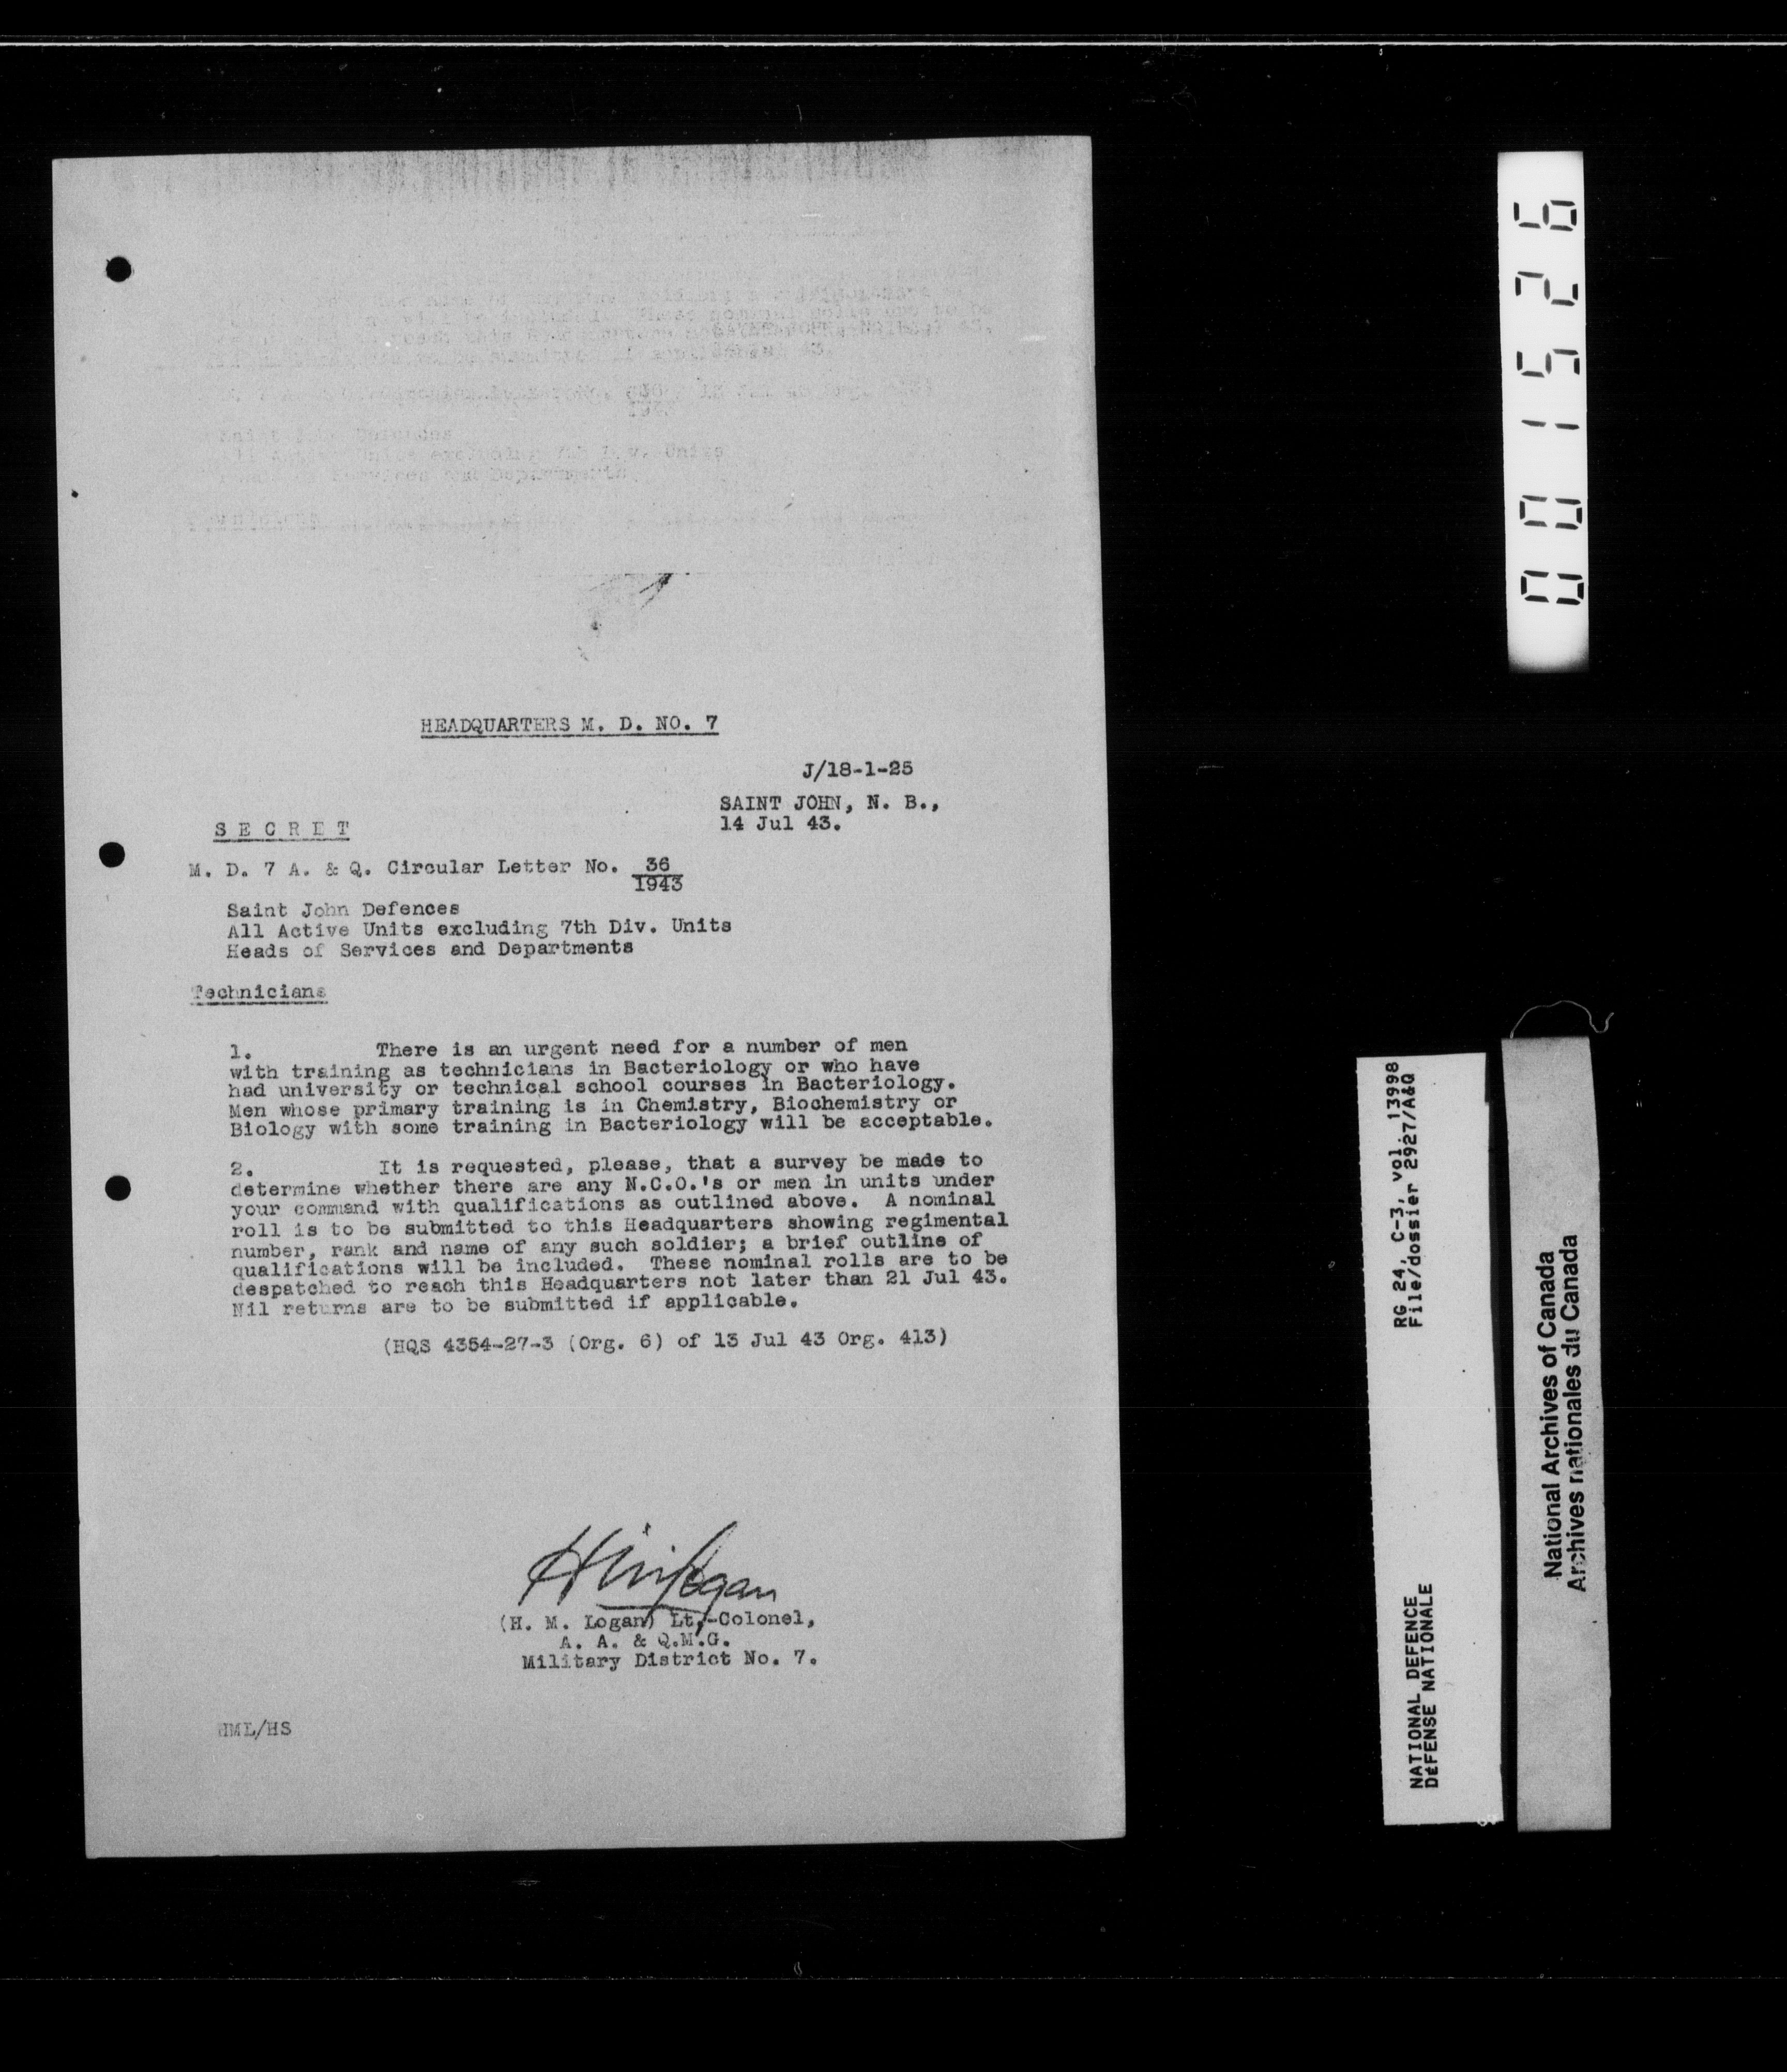 HEADQUARTERS M. D. NO. 7
J/18-1-25
SAINT JOHN, N. B.,
14 Jul 43.
S E C R E T
M. D. 7 A. & Q. Circular Letter No. 36
1943
Saint John Defences
All Active Units excluding 7th Div. Units
Heads of Services and Departments
Technicians
1. There is an urgent need for a number of men
with training as technicians in Bacteriology or who have
had university or technical school courses in Bacteriology.
Men whose primary training is in Chemistry, Biochemistry or
Biology with some training in Bacteriology will be acceptable.
2. It is requested, please, that a survey be made to
determine whether there are any N.C.O.'s or men in units under
your command with qualifications as outlined above. A nominal
roll is to be submitted to this Headquarters showing regimental
number, rank and name of any such soldier; a brief outline of
qualifications will be included. These nominal rolls are to be
despatched to reach this Headquarters not later than 21 Jul 43.
Nil returns are to be submitted if applicable.
(HQS 4354-27-3 (Org. 6) of 13 Jul 43 Org. 413)
HM Logan
(H. M. Logan) Lt.-Colonel,
A. A. & Q.M.G.
Military District No. 7.
HML/HS
001526
RG 24, C-3, vol. 13998
File/dossier 2927/A&Q
NATIONAL DEFENCE
DÉFENSE NATIONALE
National Archives of Canada
Archives nationales du Canada